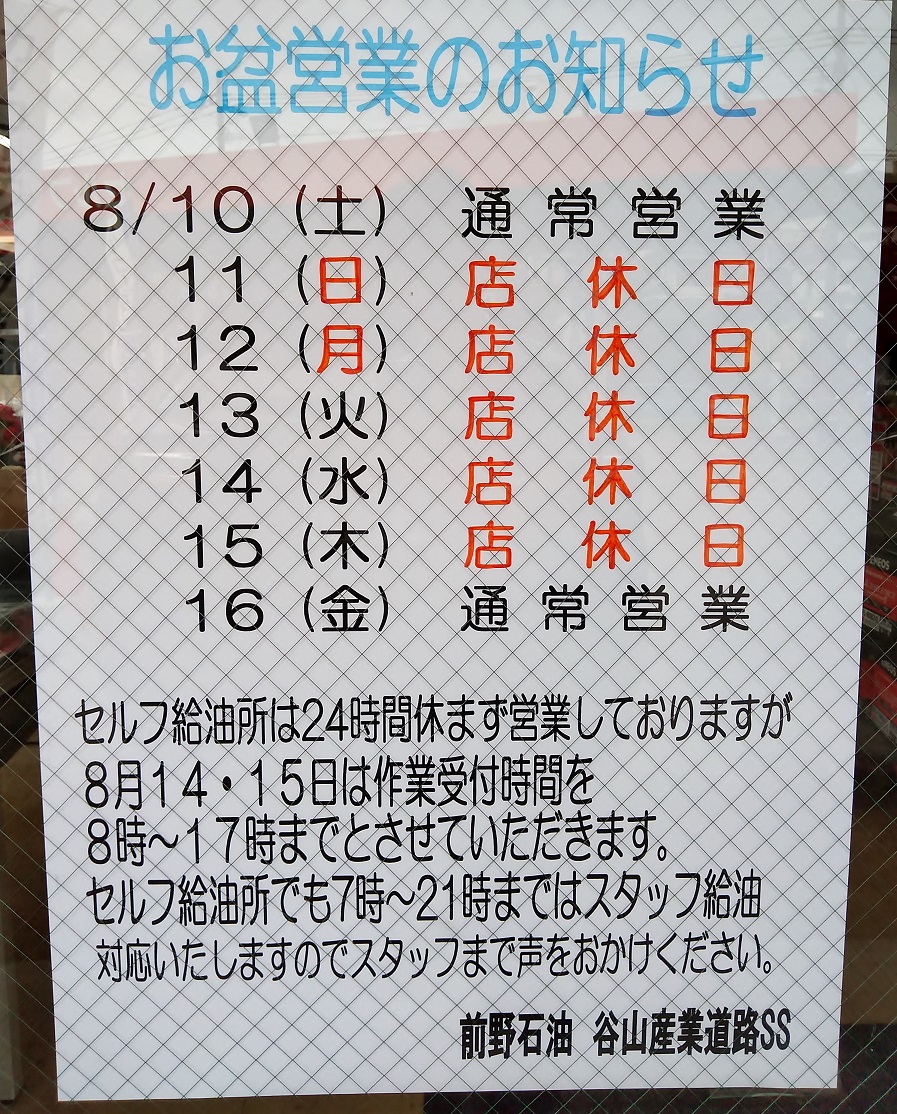 お盆営業のお知らせ
8/10（土） 通常営業
11（日） 店休日
12（月） 店休日
13（火） 店休日
14（水） 店休日
15（木） 店休日
16（金） 通常営業
セルフ給油所は24時間休まず営業しておりますが
8月14・15日は作業受付時間を
8時～17時までとさせていただきます。
セルフ給油所でも7時～21時まではスタッフ給油
対応いたしますのでスタッフまで声をおかけください。
前野石油 谷山産業道路SS
ENEOS